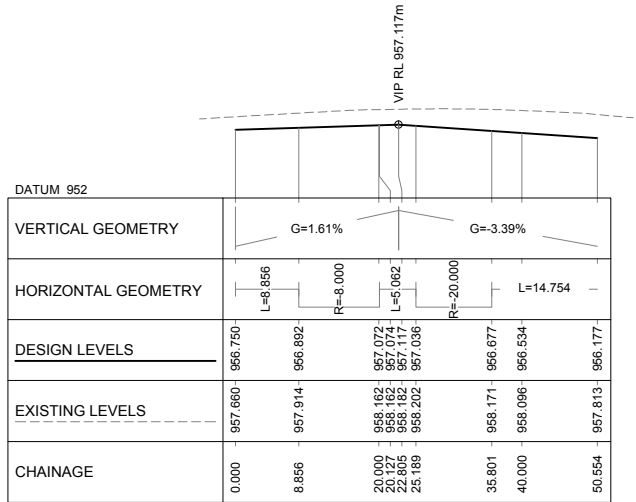 VIP RL 957.117m
DATUM 952
VERTICAL GEOMETRY
G=1.61%
G=-3.39%
HORIZONTAL GEOMETRY
L=8.856
R=-8.000
L=5.062
R=-20.000
L=14.754
DESIGN LEVELS
956.750
956.892
957.072
957.074
957.117
957.036
956.677
956.534
956.177
EXISTING LEVELS
957.660
957.914
958.162
958.162
958.182
958.202
958.171
958.096
957.813
CHAINAGE
0.000
8.856
20.000
20.127
22.805
25.189
35.801
40.000
50.554